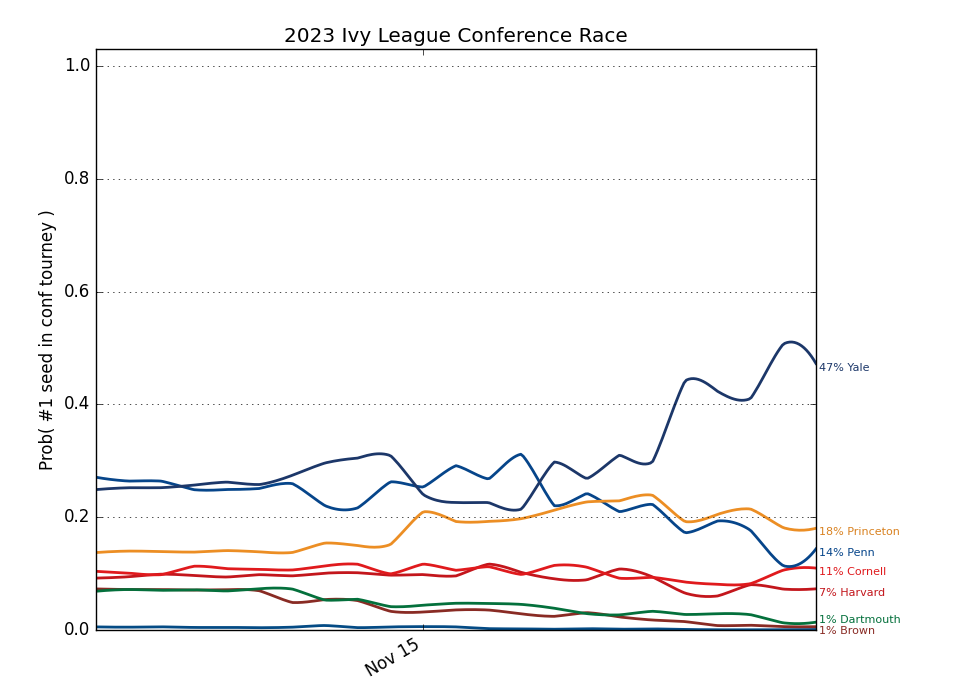 2023 Ivy League Conference Race
Prob( #1 seed in conf tourney )
1.0
0.8
0.6
0.4
0.2
0.0
Nov 15
47% Yale
18% Princeton
14% Penn
11% Cornell
7% Harvard
1% Dartmouth
1% Brown